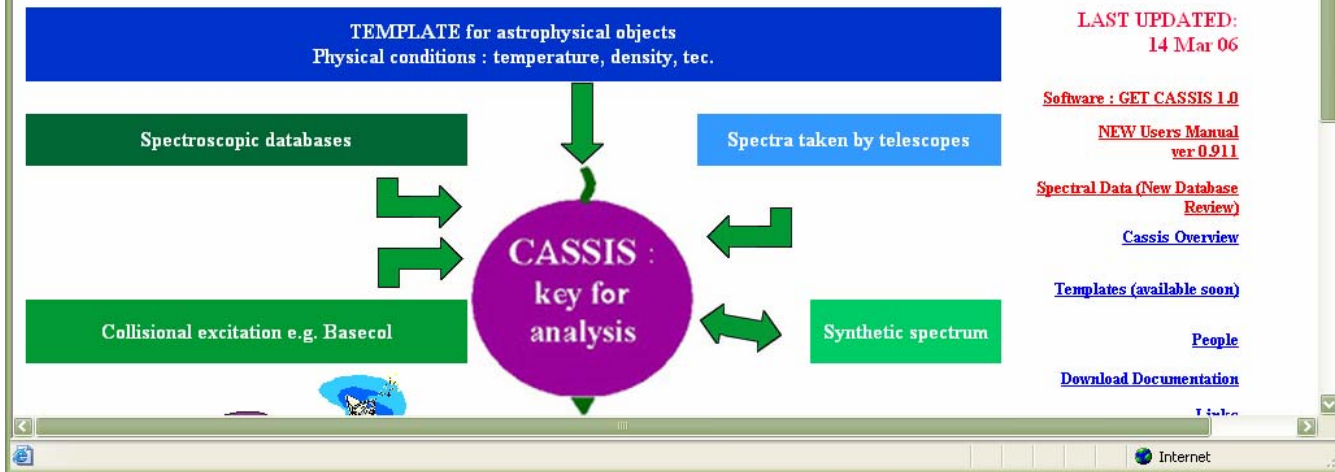 TEMPLATE for astrophysical objects
Physical conditions : temperature, density, tec.
LAST UPDATED:
14 Mar 06
Software : GET CASSIS 1.0
NEW Users Manual
ver 0.911
Spectral Data (New Database
Review)
Cassis Overview
Templates (available soon)
People
Download Documentation
Links
Spectroscopic databases
Spectra taken by telescopes
CASSIS :
key for
analysis
Collisional excitation e.g. Basecol
Synthetic spectrum
Internet